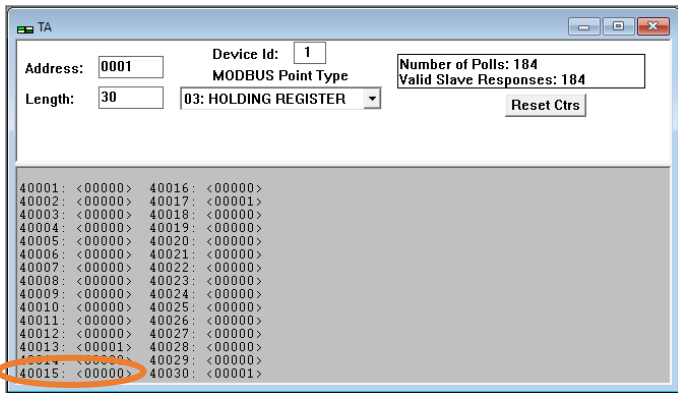 TA
Address: 0001
Device Id: 1
MODBUS Point Type
Length: 30
03: HOLDING REGISTER
Number of Polls: 184
Valid Slave Responses: 184
Reset Ctrs
40001: <00000> 40016: <00000>
40002: <00000> 40017: <00001>
40003: <00000> 40018: <00000>
40004: <00000> 40019: <00000>
40005: <00000> 40020: <00000>
40006: <00000> 40021: <00000>
40007: <00000> 40022: <00000>
40008: <00000> 40023: <00000>
40009: <00000> 40024: <00000>
40010: <00000> 40025: <00000>
40011: <00000> 40026: <00000>
40012: <00000> 40027: <00000>
40013: <00001> 40028: <00000>
40014: <00000> 40029: <00000>
40015: <00000> 40030: <00001>